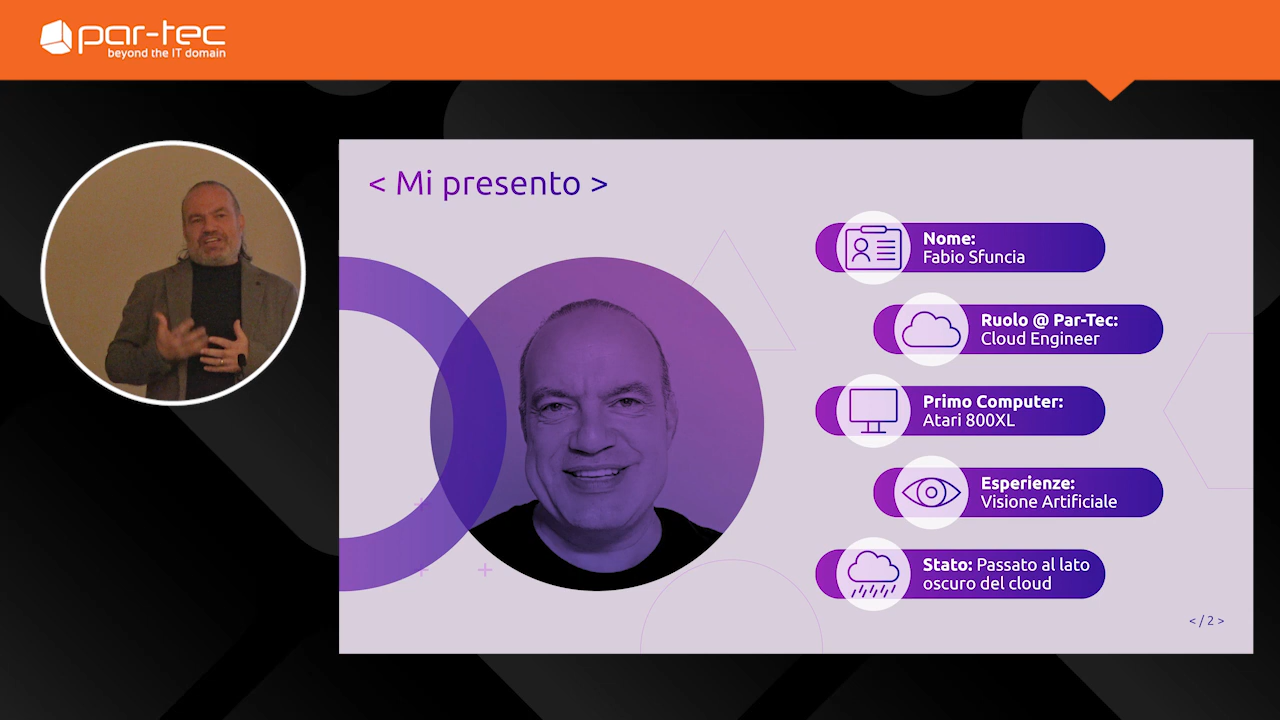 par-tec
beyond the IT domain
< Mi presento >
Nome:
Fabio Sfuncia
Ruolo @ Par-Tec:
Cloud Engineer
Primo Computer:
Atari 800XL
Esperienze:
Visione Artificiale
Stato: Passato al lato
oscuro del cloud
< / 2 >